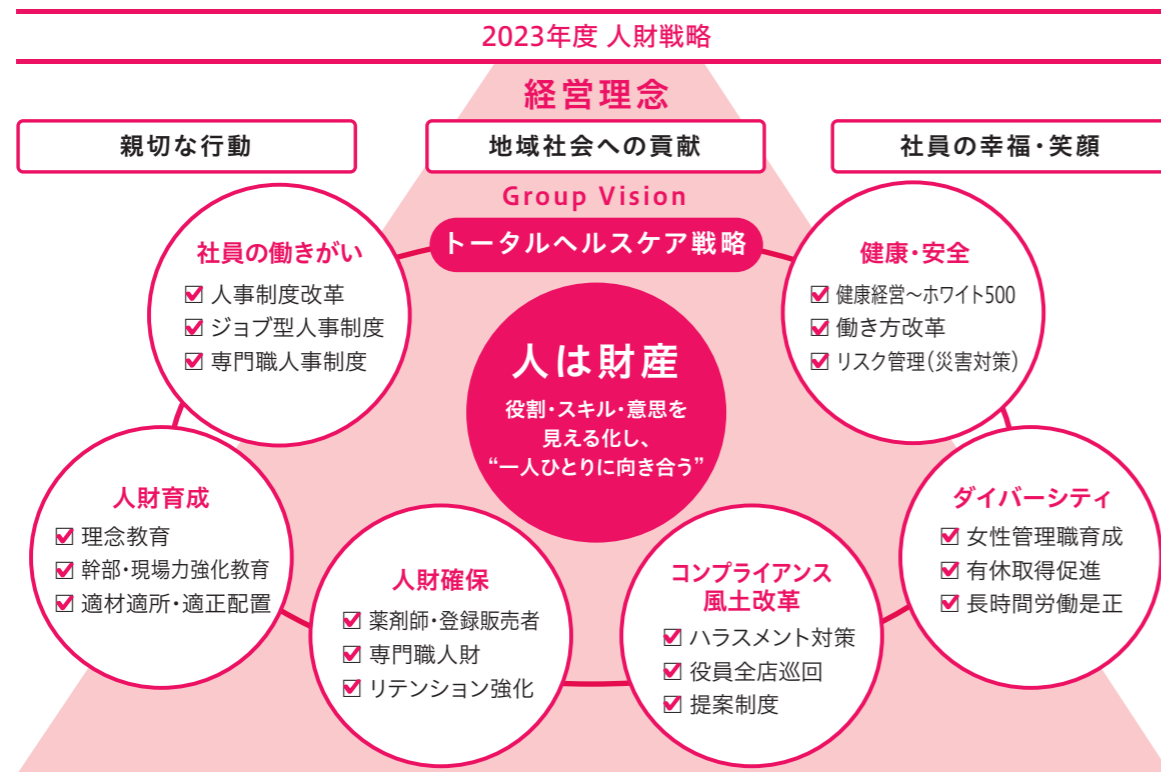 2023年度 人財戦略
経営理念
親切な行動
地域社会への貢献
社員の幸福・笑顔
Group Vision
トータルヘルスケア戦略
社員の働きがい
人事制度改革
ジョブ型人事制度
専門職人事制度
健康・安全
健康経営～ホワイト500
働き方改革
リスク管理(災害対策)
人は財産
役割・スキル・意思を
見える化し、
“一人ひとりに向き合う”
人財育成
理念教育
幹部・現場力強化教育
適材適所・適正配置
人財確保
薬剤師・登録販売者
専門職人財
リテンション強化
コンプライアンス
風土改革
ハラスメント対策
役員全店巡回
提案制度
ダイバーシティ
女性管理職育成
有休取得促進
長時間労働是正